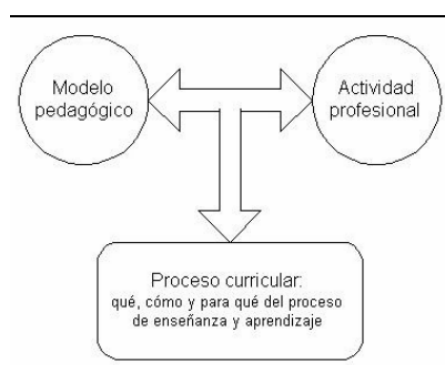 Modelo
pedagógico
Actividad
profesional
Proceso curricular:
qué, cómo y para qué del proceso
de enseñanza y aprendizaje